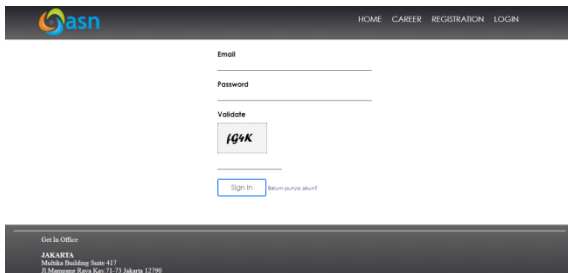 asn
HOME CAREER REGISTRATION LOGIN
Email
Password
Validate
Sign In Belum punya akun?
Get In Office
JAKARTA
Multika Building Suite 417
Jl.Mampang Raya Kav 71-73 Jakarta 12790